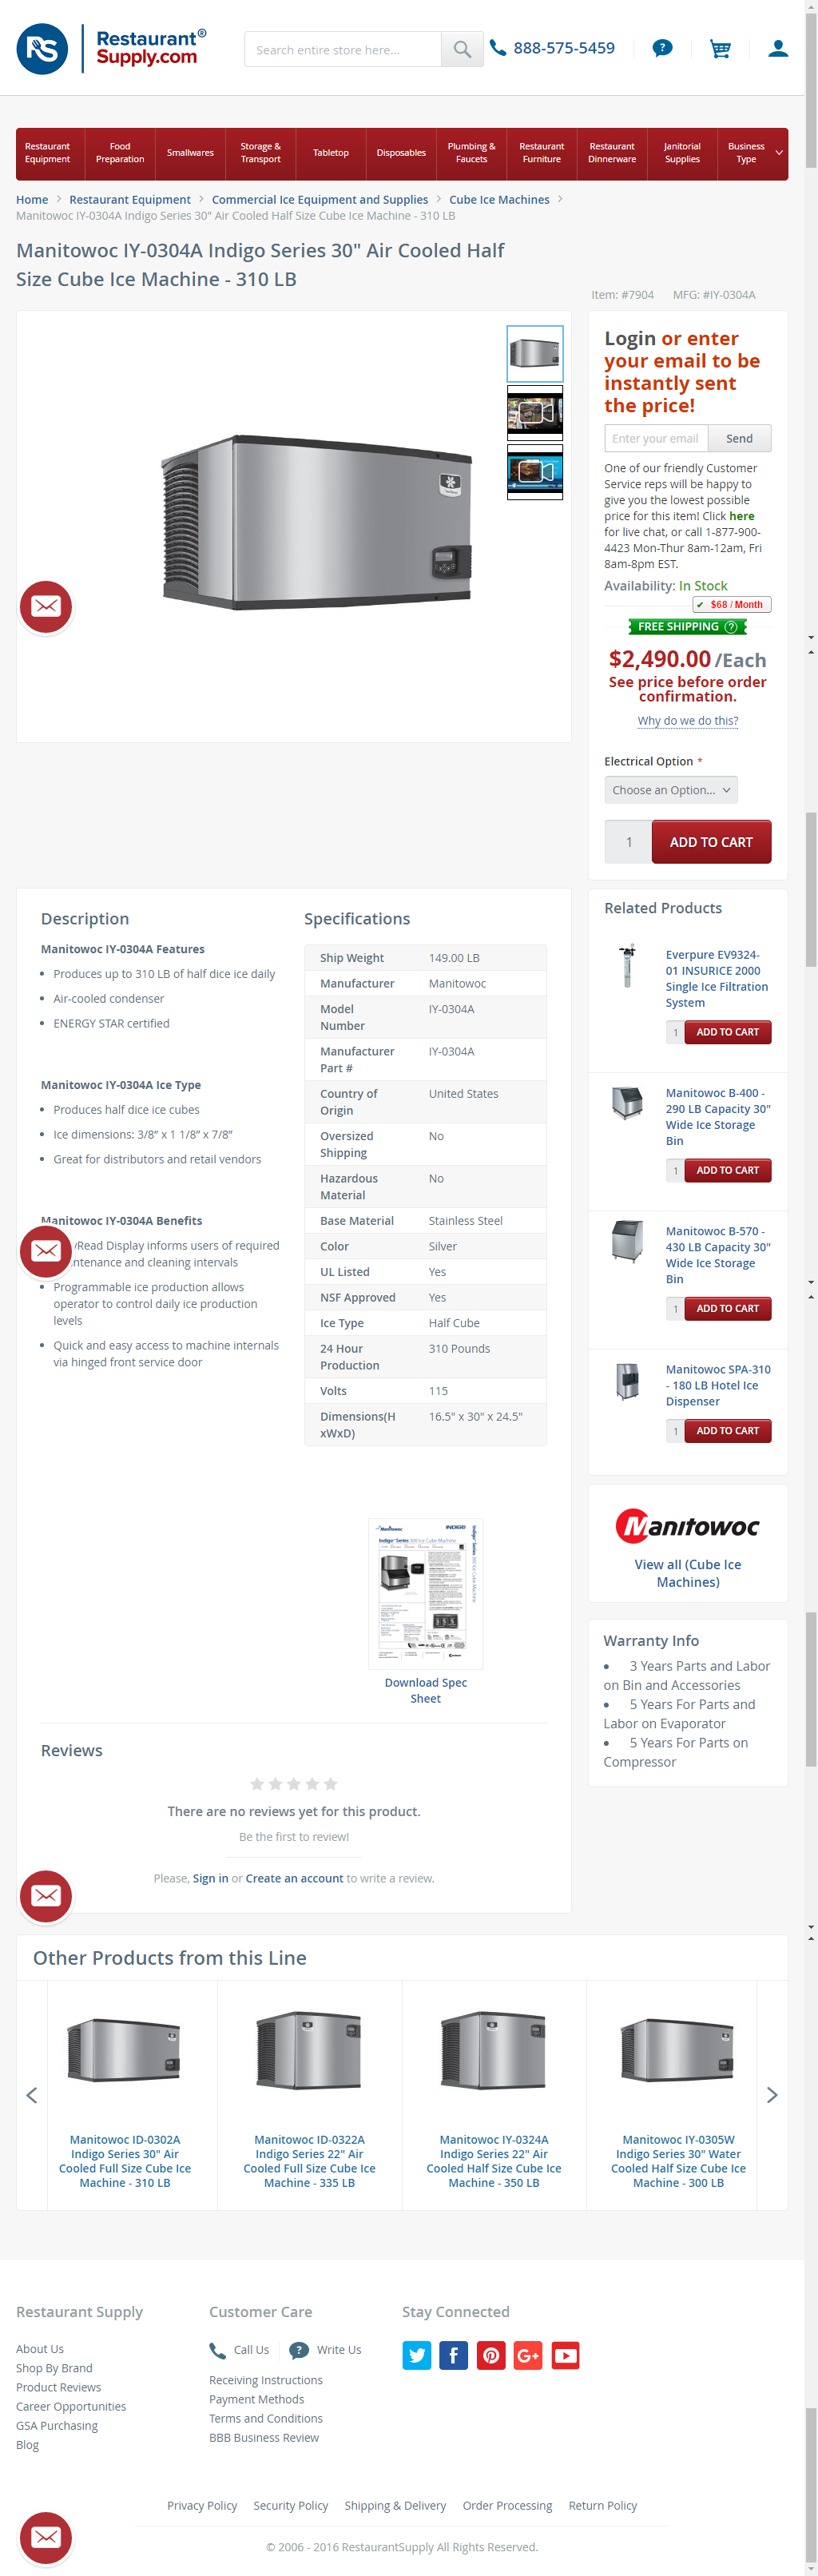 RS
Restaurant®
Supply.com
Search entire store here...
888-575-5459
?
Restaurant
Equipment
Food
Preparation
Smallwares
Storage &
Transport
Tabletop
Disposables
Plumbing &
Faucets
Restaurant
Furniture
Restaurant
Dinnerware
Janitorial
Supplies
Business
Type
Home > Restaurant Equipment > Commercial Ice Equipment and Supplies > Cube Ice Machines >
Manitowoc IY-0304A Indigo Series 30" Air Cooled Half Size Cube Ice Machine - 310 LB
Manitowoc IY-0304A Indigo Series 30" Air Cooled Half
Size Cube Ice Machine - 310 LB
Item: #7904 MFG: #IY-0304A
Login or enter
your email to be
instantly sent
the price!
Enter your email
Send
One of our friendly Customer
Service reps will be happy to
give you the lowest possible
price for this item! Click here
for live chat, or call 1-877-900-
4423 Mon-Thur 8am-12am, Fri
8am-8pm EST.
Availability: In Stock
✔ $68 / Month
FREE SHIPPING ?
$2,490.00 /Each
See price before order
confirmation.
Why do we do this?
Electrical Option *
Choose an Option...
1
ADD TO CART
Description
Manitowoc IY-0304A Features
• Produces up to 310 LB of half dice ice daily
• Air-cooled condenser
• ENERGY STAR certified
Manitowoc IY-0304A Ice Type
• Produces half dice ice cubes
• Ice dimensions: 3/8” x 1 1/8” x 7/8”
• Great for distributors and retail vendors
Manitowoc IY-0304A Benefits
yRead Display informs users of required
ntenance and cleaning intervals
• Programmable ice production allows
operator to control daily ice production
levels
• Quick and easy access to machine internals
via hinged front service door
Specifications
Ship Weight 149.00 LB
Manufacturer Manitowoc
Model IY-0304A
Number
Manufacturer IY-0304A
Part #
Country of United States
Origin
Oversized No
Shipping
Hazardous No
Material
Base Material Stainless Steel
Color Silver
UL Listed Yes
NSF Approved Yes
Ice Type Half Cube
24 Hour 310 Pounds
Production
Volts 115
Dimensions(H 16.5" x 30" x 24.5"
xWxD)
Manitowoc
INDIGO
Indigo Series 300 Ice Cube Machine
Download Spec
Sheet
Related Products
Everpure EV9324-
01 INSURICE 2000
Single Ice Filtration
System
1 ADD TO CART
Manitowoc B-400 -
290 LB Capacity 30"
Wide Ice Storage
Bin
1 ADD TO CART
Manitowoc B-570 -
430 LB Capacity 30"
Wide Ice Storage
Bin
1 ADD TO CART
Manitowoc SPA-310
- 180 LB Hotel Ice
Dispenser
1 ADD TO CART
Manitowoc
View all (Cube Ice
Machines)
Warranty Info
• 3 Years Parts and Labor
on Bin and Accessories
• 5 Years For Parts and
Labor on Evaporator
• 5 Years For Parts on
Compressor
Reviews
There are no reviews yet for this product.
Be the first to review!
Please, Sign in or Create an account to write a review.
Other Products from this Line
Manitowoc ID-0302A
Indigo Series 30" Air
Cooled Full Size Cube Ice
Machine - 310 LB
Manitowoc ID-0322A
Indigo Series 22" Air
Cooled Full Size Cube Ice
Machine - 335 LB
Manitowoc IY-0324A
Indigo Series 22" Air
Cooled Half Size Cube Ice
Machine - 350 LB
Manitowoc IY-0305W
Indigo Series 30" Water
Cooled Half Size Cube Ice
Machine - 300 LB
Restaurant Supply
About Us
Shop By Brand
Product Reviews
Career Opportunities
GSA Purchasing
Blog
Customer Care
Call Us ? Write Us
Receiving Instructions
Payment Methods
Terms and Conditions
BBB Business Review
Stay Connected
f
G+
Privacy Policy Security Policy Shipping & Delivery Order Processing Return Policy
© 2006 - 2016 RestaurantSupply All Rights Reserved.